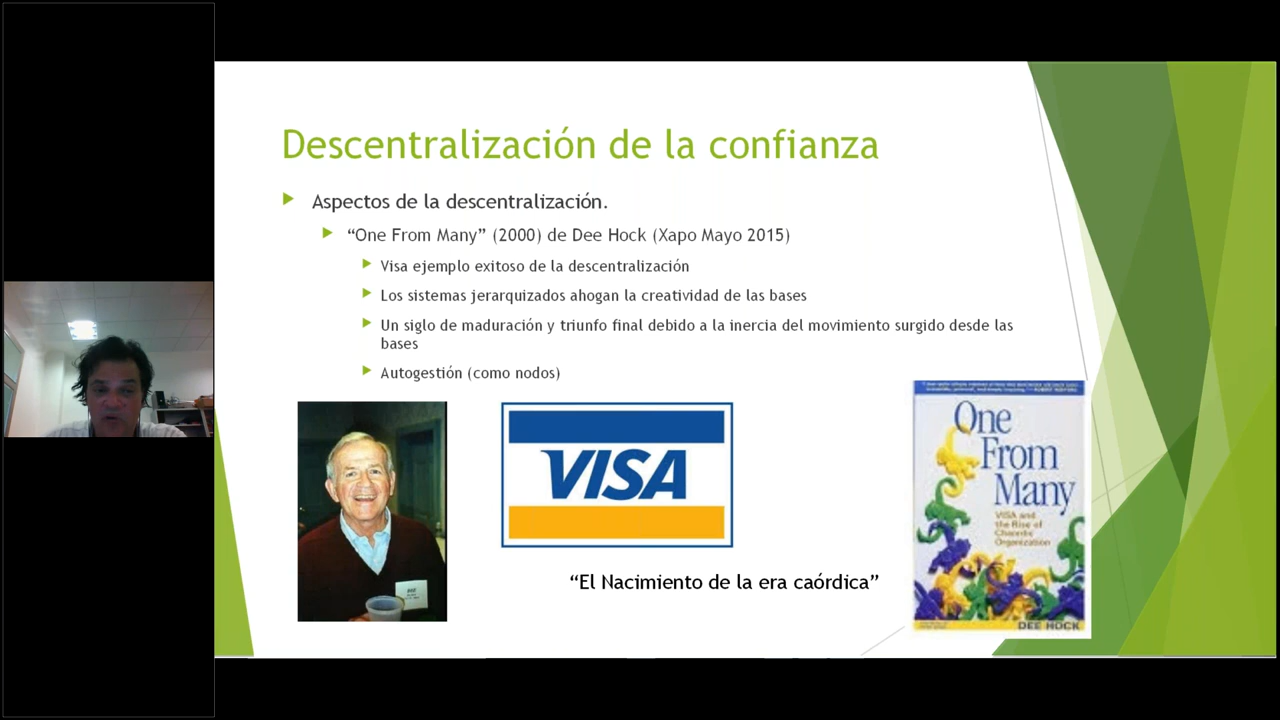 Descentralización de la confianza
Aspectos de la descentralización.
“One From Many” (2000) de Dee Hock (Xapo Mayo 2015)
Visa ejemplo exitoso de la descentralización
Los sistemas jerarquizados ahogan la creatividad de las bases
Un siglo de maduración y triunfo final debido a la inercia del movimiento surgido desde las
bases
Autogestión (como nodos)
VISA
One
From
Many
VISA and
the Rise of
Chaordic
Organization
DEE HOCK
“El Nacimiento de la era caórdica”